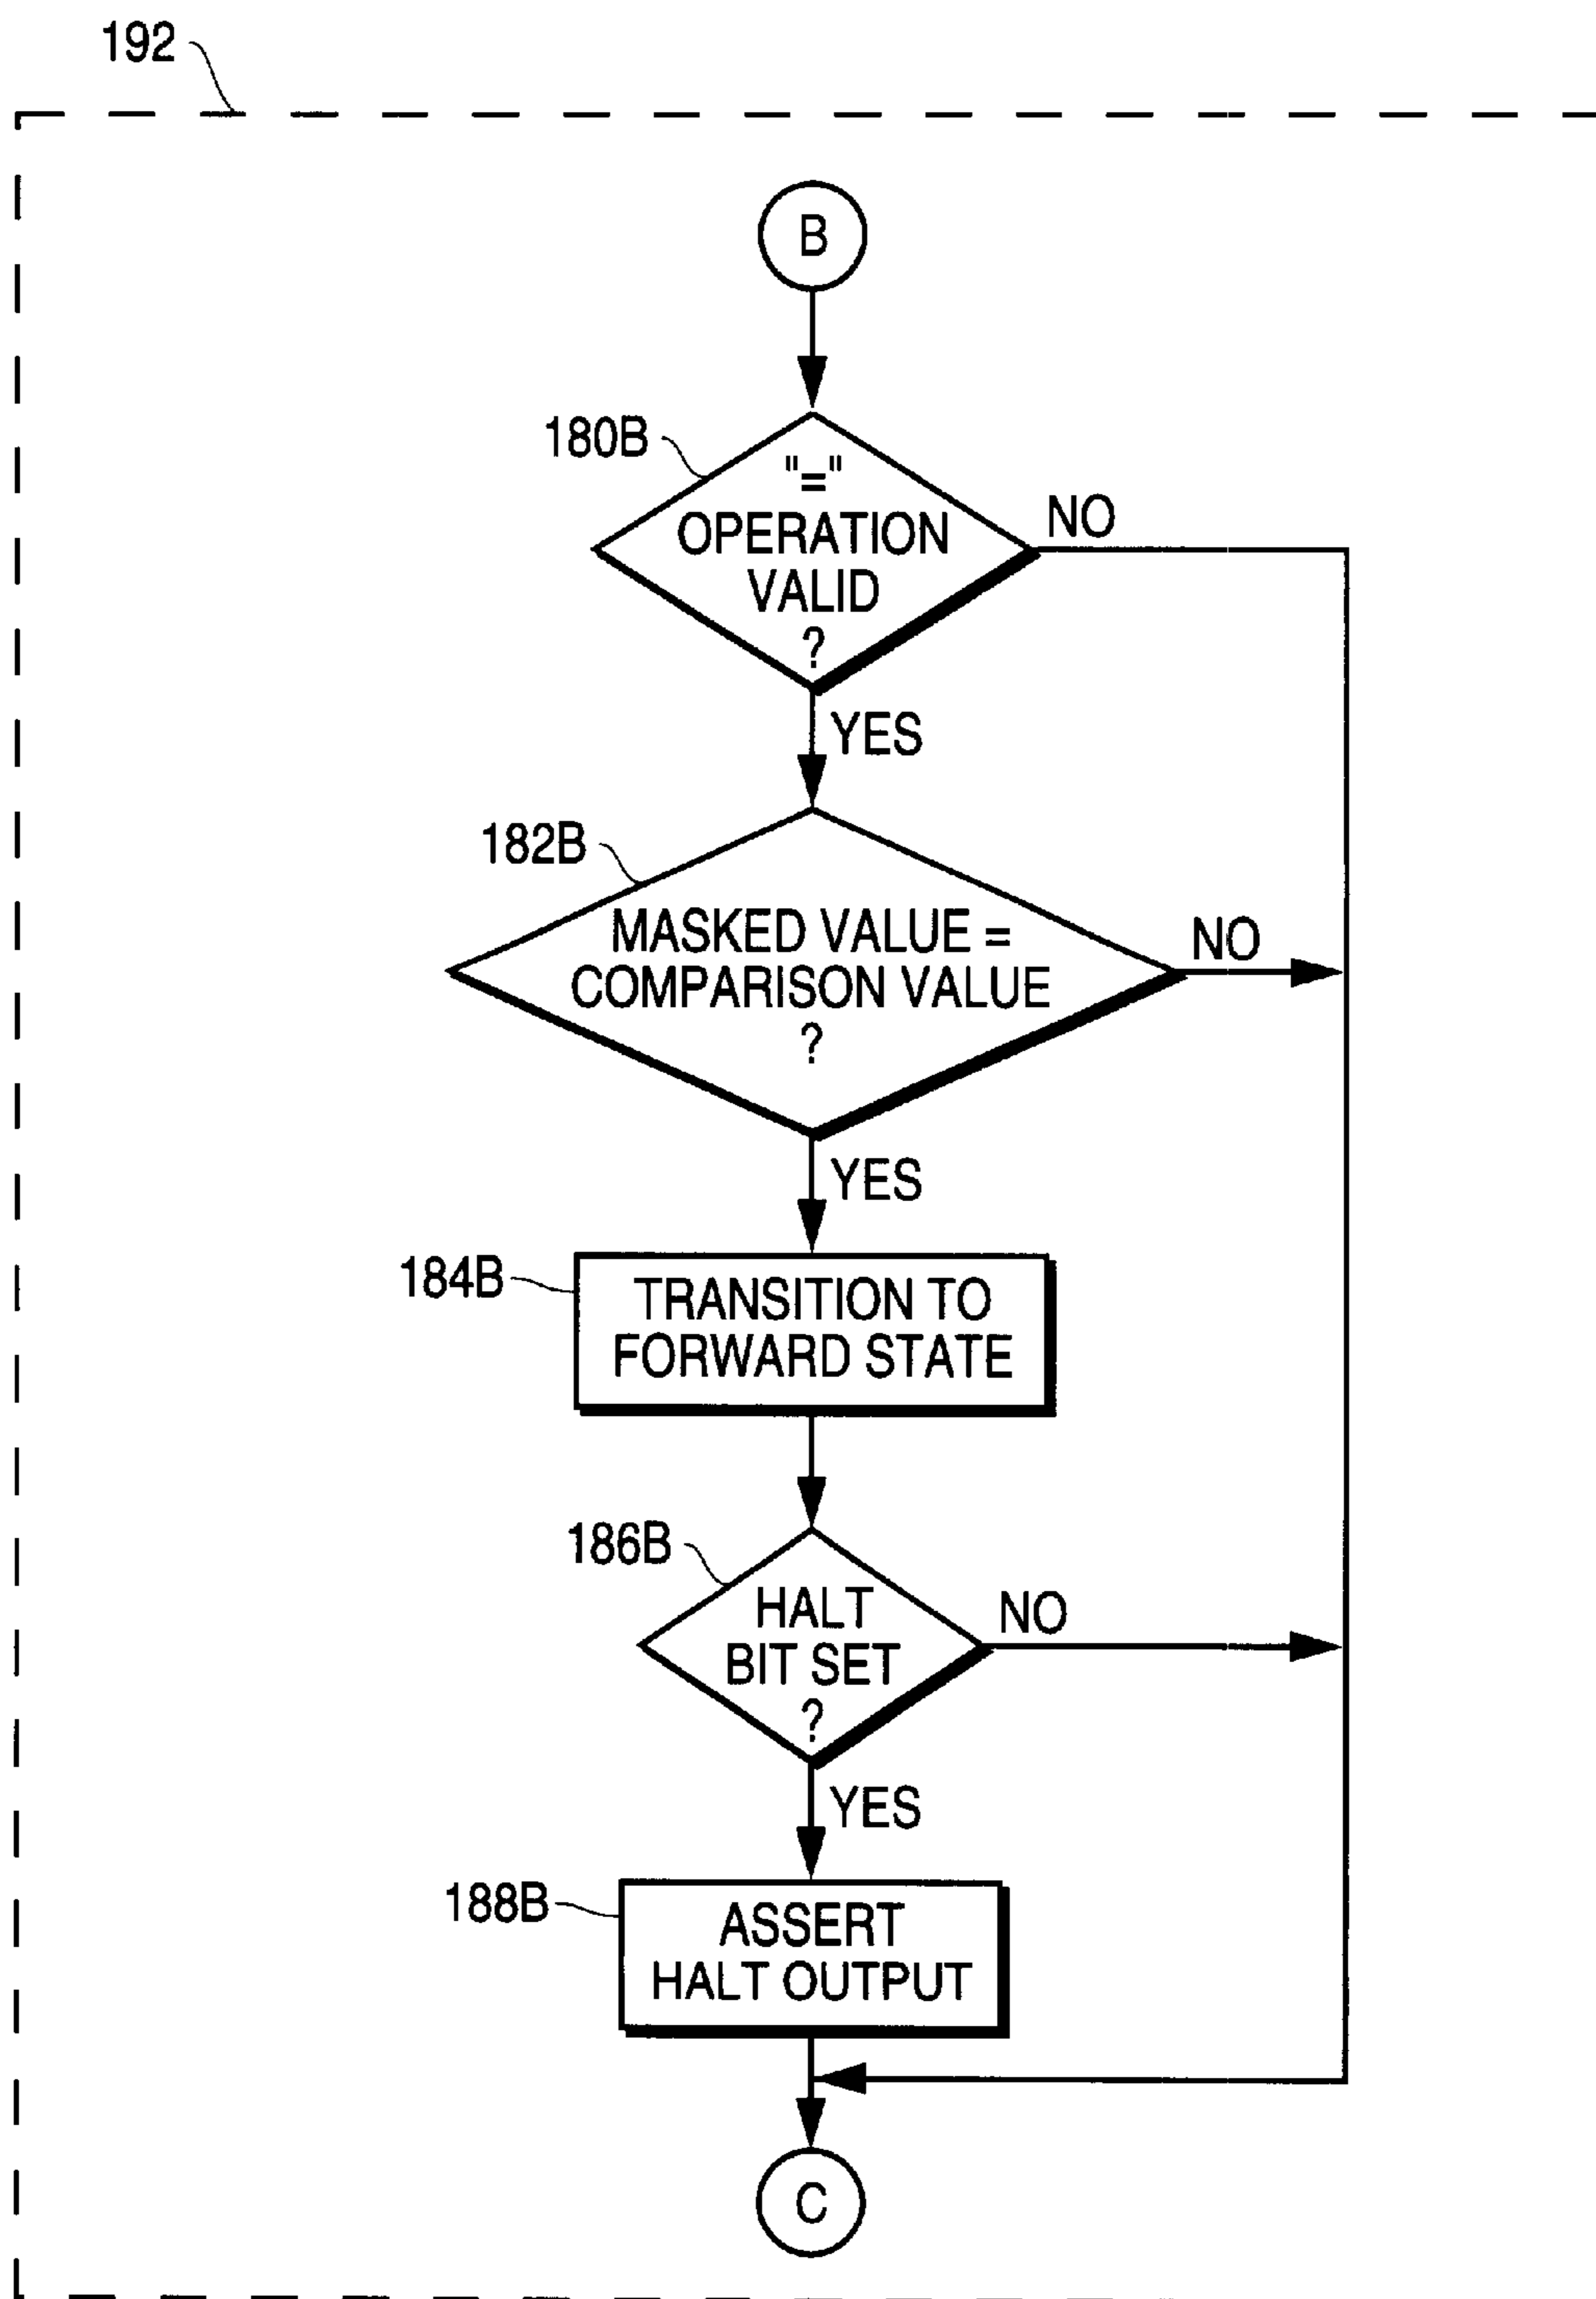 192
B
180B
"="
OPERATION
VALID
?
NO
YES
182B
MASKED VALUE =
COMPARISON VALUE
?
NO
YES
184B
TRANSITION TO
FORWARD STATE
186B
HALT
BIT SET
?
NO
YES
188B
ASSERT
HALT OUTPUT
C